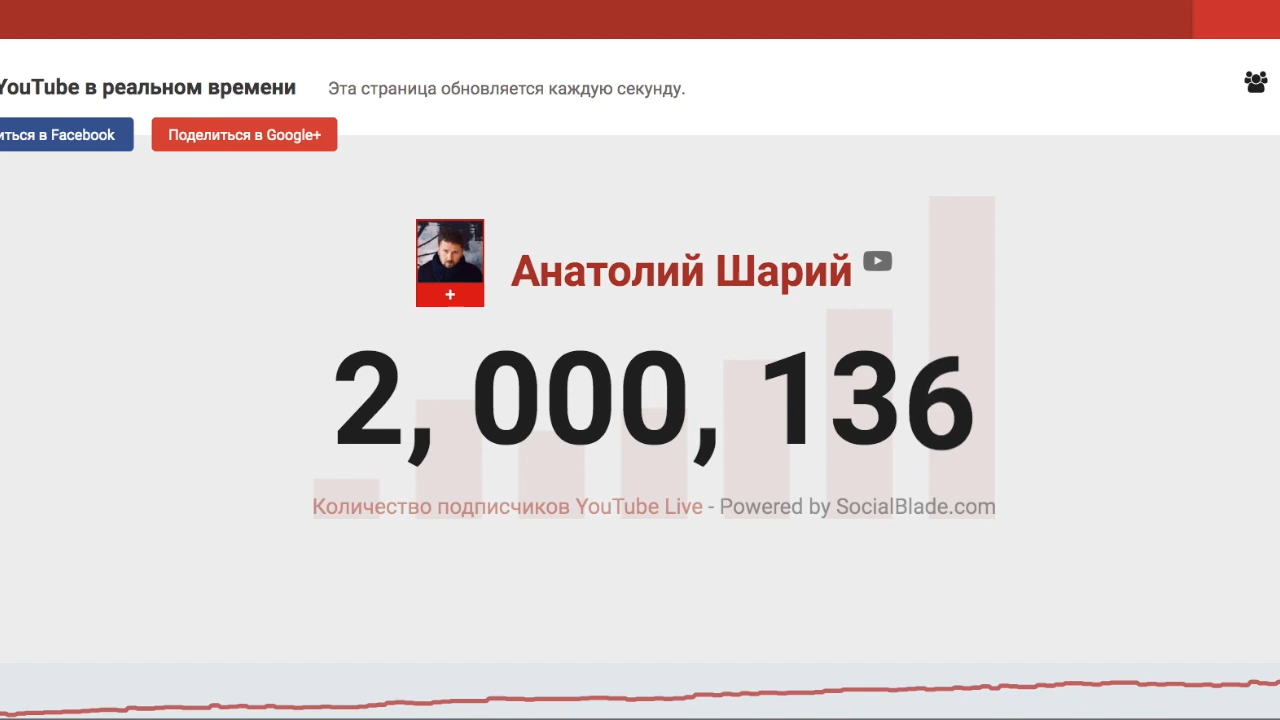 YouTube в реальном времени
Эта страница обновляется каждую секунду.
иться в Facebook
Поделиться в Google+
+
Анатолий Шарий
2, 000, 136
Количество подписчиков YouTube Live - Powered by SocialBlade.com